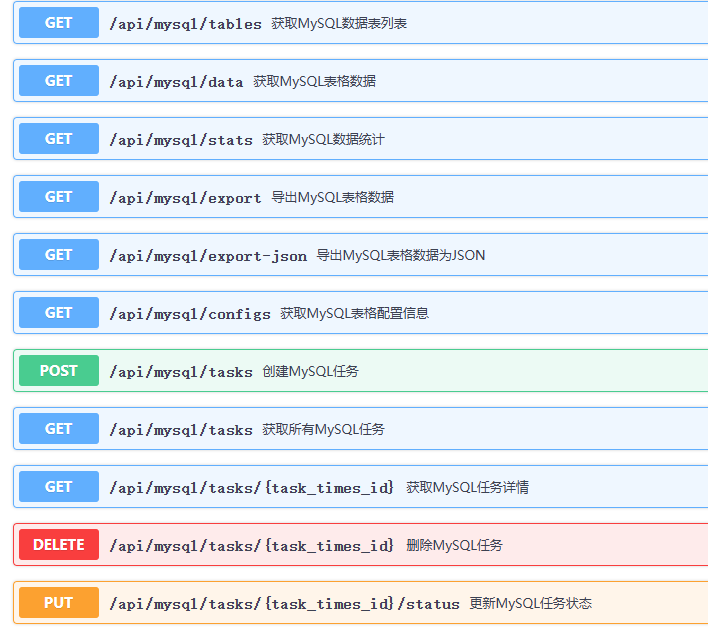 GET /api/mysql/tables 获取MySQL数据表列表
GET /api/mysql/data 获取MySQL表格数据
GET /api/mysql/stats 获取MySQL数据统计
GET /api/mysql/export 导出MySQL表格数据
GET /api/mysql/export-json 导出MySQL表格数据为JSON
GET /api/mysql/configs 获取MySQL表格配置信息
POST /api/mysql/tasks 创建MySQL任务
GET /api/mysql/tasks 获取所有MySQL任务
GET /api/mysql/tasks/{task_times_id} 获取MySQL任务详情
DELETE /api/mysql/tasks/{task_times_id} 删除MySQL任务
PUT /api/mysql/tasks/{task_times_id}/status 更新MySQL任务状态